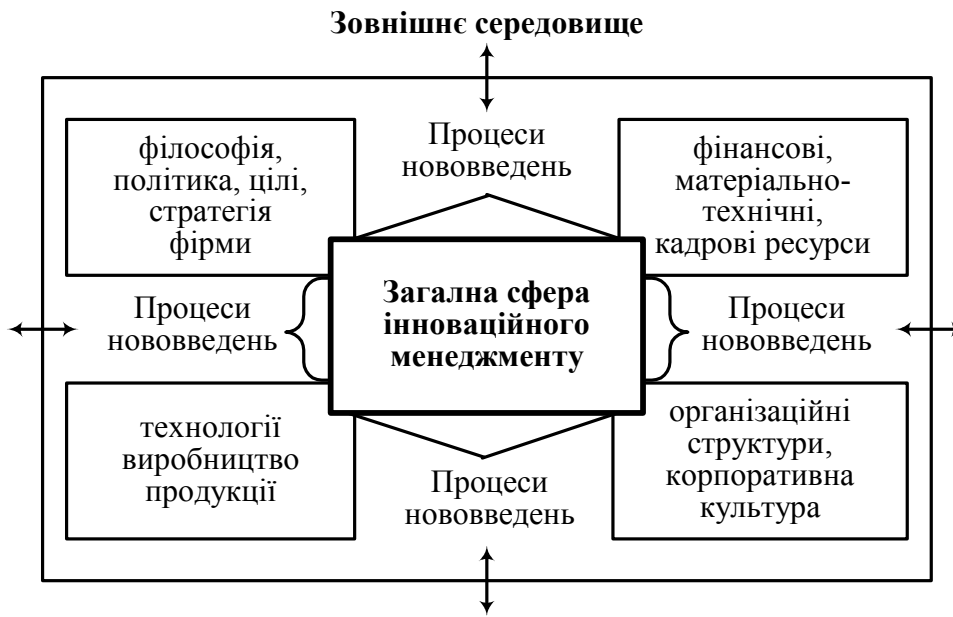 Зовнішнє середовище
філософія,
політика, цілі,
стратегія
фірми
Процеси
нововведень
фінансові,
матеріально-
технічні,
кадрові ресурси
Процеси
нововведень
Загална сфера
інноваційного
менеджменту
Процеси
нововведень
технології
виробництво
продукції
Процеси
нововведень
організаційні
структури,
корпоративна
культура